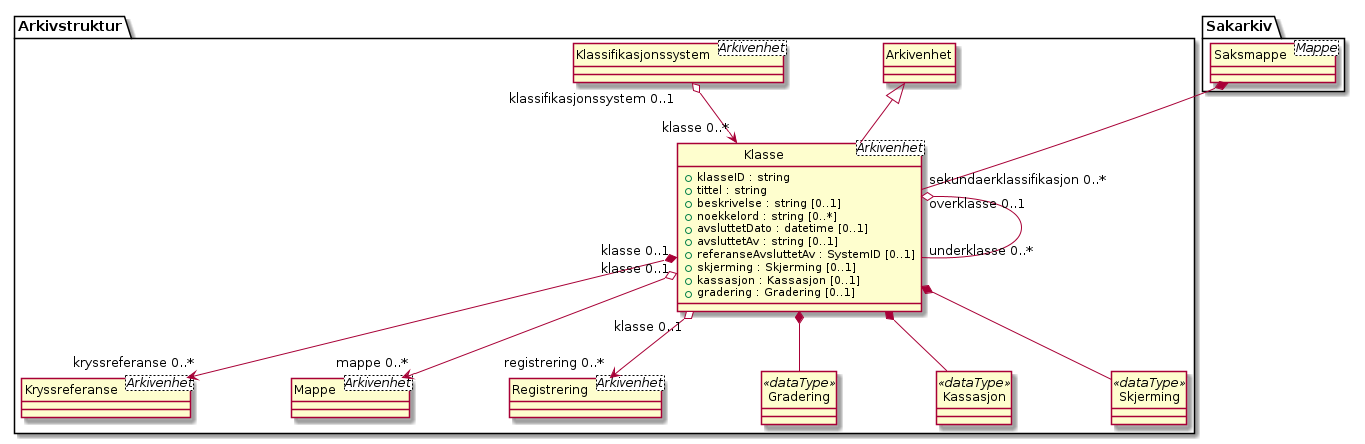 Arkivstruktur
Sakarkiv
Klassifikasjonssystem
Arkivenhet
Arkivenhet
Saksmappe
Mappe
klassifikasjonssystem 0..1
klasse 0..*
Klasse
Arkivenhet
klasseID : string
tittel : string
beskrivelse : string [0..1]
noekkelord : string [0..*]
avsluttetDato : datetime [0..1]
avsluttetAv : string [0..1]
referanseAvsluttetAv : SystemID [0..1]
skjerming : Skjerming [0..1]
kassasjon : Kassasjon [0..1]
gradering : Gradering [0..1]
sekundaerklassifikasjon 0..*
overklasse 0..1
underklasse 0..*
klasse 0..1
klasse 0..1
klasse 0..1
kryssreferanse 0..*
mappe 0..*
registrering 0..*
Kryssreferanse
Arkivenhet
Mappe
Arkivenhet
Registrering
Arkivenhet
«dataType»
Gradering
«dataType»
Kassasjon
«dataType»
Skjerming